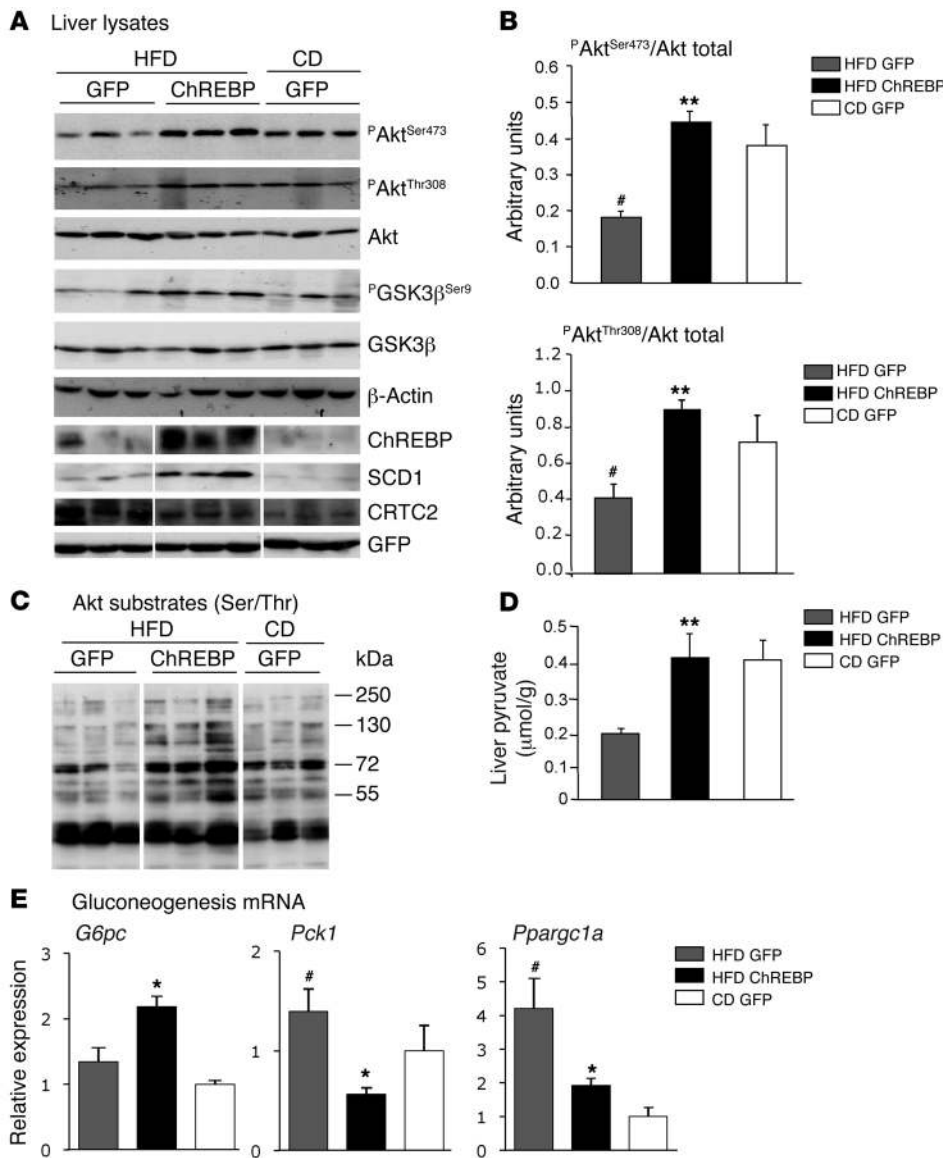 A Liver lysates
HFD CD
GFP ChREBP GFP
PAktSer473
PAktThr308
Akt
PGSK3βSer9
GSK3β
β-Actin
ChREBP
SCD1
CRTC2
GFP
B
PAktSer473/Akt total
0.6
0.5
0.4
0.3
0.2
0.1
0.0
Arbitrary units
#
**
HFD GFP
HFD ChREBP
CD GFP
PAktThr308/Akt total
1.2
1.0
0.8
0.6
0.4
0.2
0.0
Arbitrary units
#
**
HFD GFP
HFD ChREBP
CD GFP
C Akt substrates (Ser/Thr)
HFD CD
GFP ChREBP GFP kDa
250
130
72
55
D
0.5
0.4
0.3
0.2
0.1
0
Liver pyruvate
(μmol/g)
**
HFD GFP
HFD ChREBP
CD GFP
E Gluconeogenesis mRNA
G6pc
3
2
1
0
Relative expression
*
Pck1
2
1
0
#
*
Ppargc1a
6
5
4
3
2
1
0
#
*
HFD GFP
HFD ChREBP
CD GFP